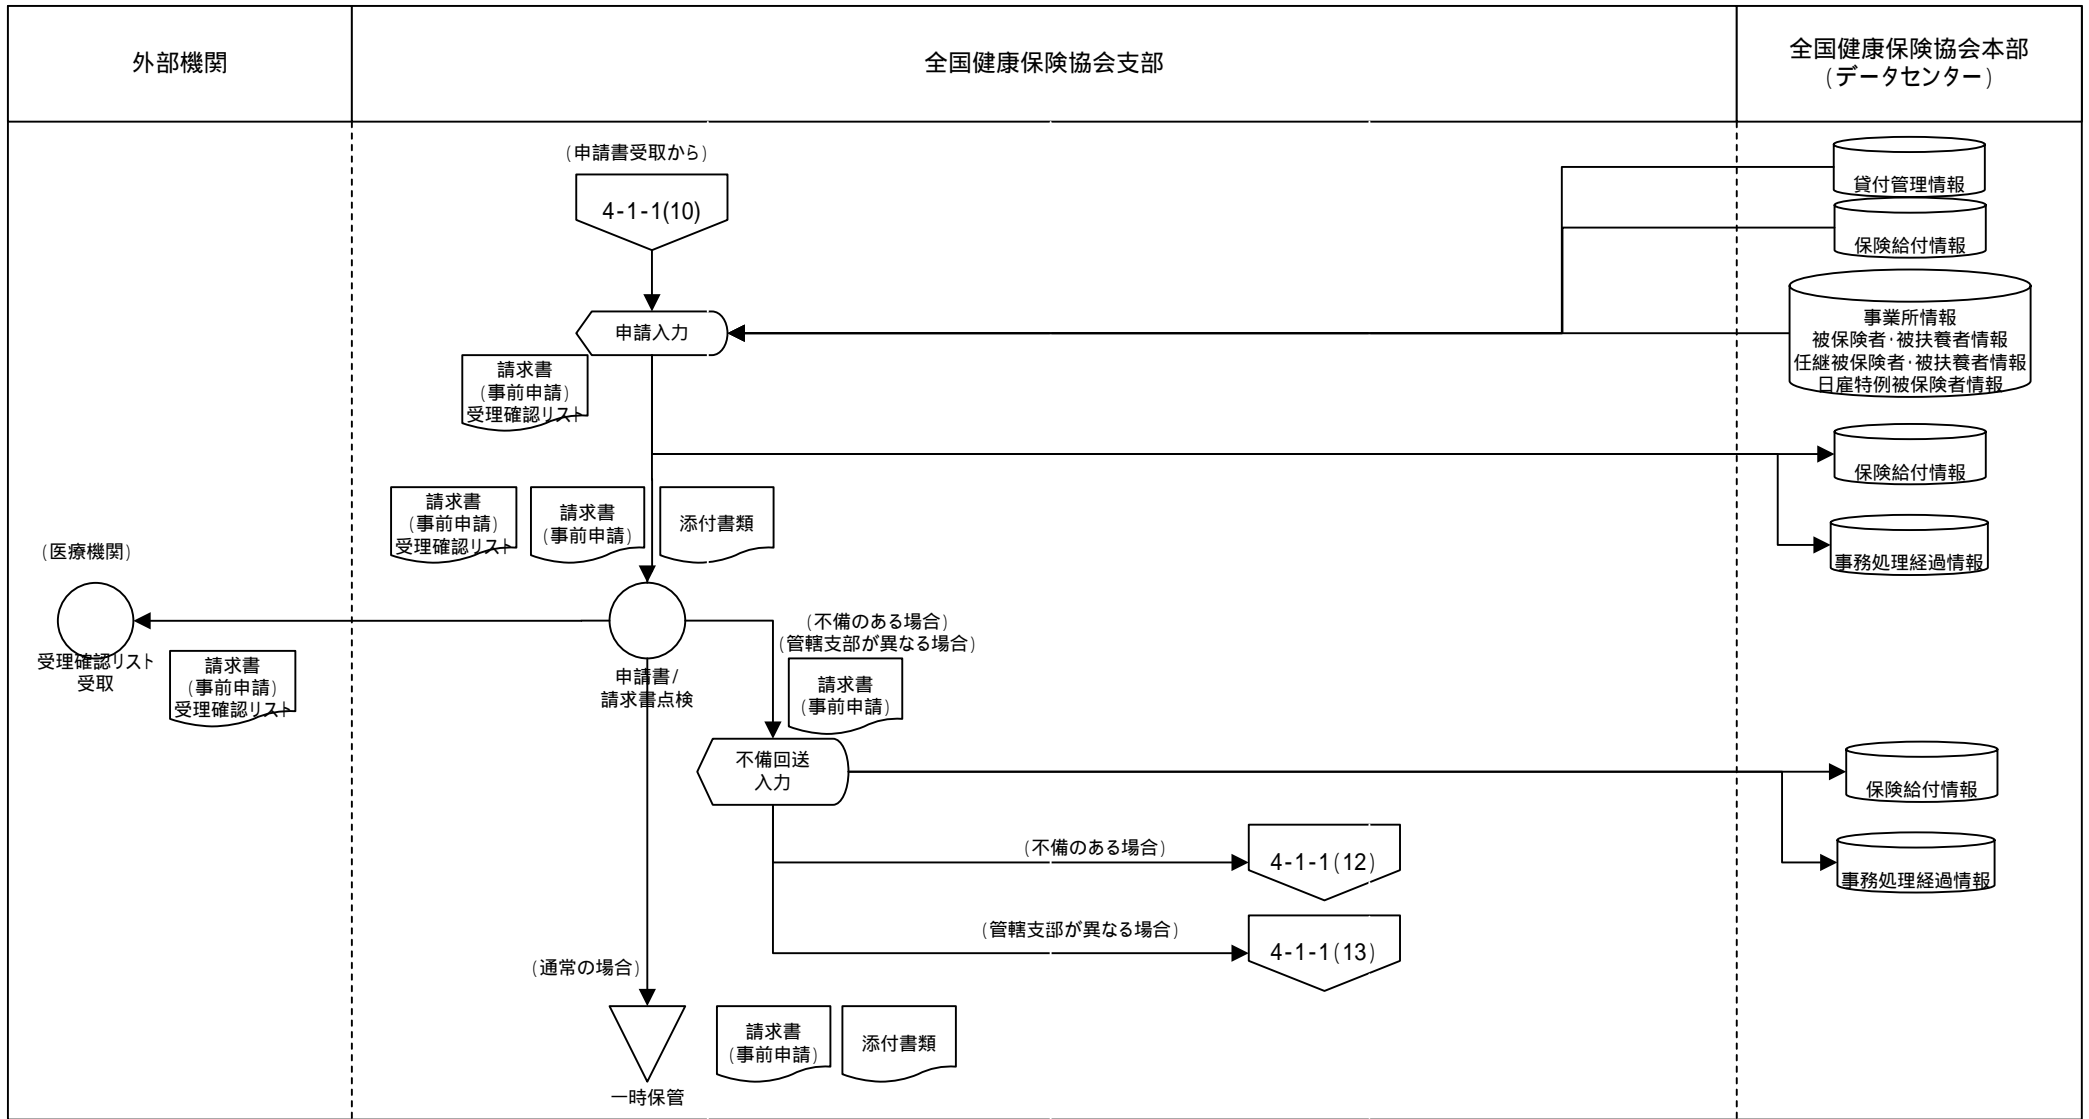 外部機関
全国健康保険協会支部
全国健康保険協会本部
(データセンター)
(申請書受取から)
4-1-1(10)
貸付管理情報
保険給付情報
申請入力
事業所情報
被保険者・被扶養者情報
任継被保険者・被扶養者情報
日雇特例被保険者情報
請求書
(事前申請)
受理確認リスト
保険給付情報
請求書
(事前申請)
受理確認リスト
請求書
(事前申請)
添付書類
事務処理経過情報
(医療機関)
受理確認リスト
受取
請求書
(事前申請)
受理確認リスト
申請書/
請求書点検
(不備のある場合)
(管轄支部が異なる場合)
請求書
(事前申請)
不備回送
入力
保険給付情報
(不備のある場合)
4-1-1(12)
事務処理経過情報
(管轄支部が異なる場合)
4-1-1(13)
(通常の場合)
請求書
(事前申請)
添付書類
一時保管